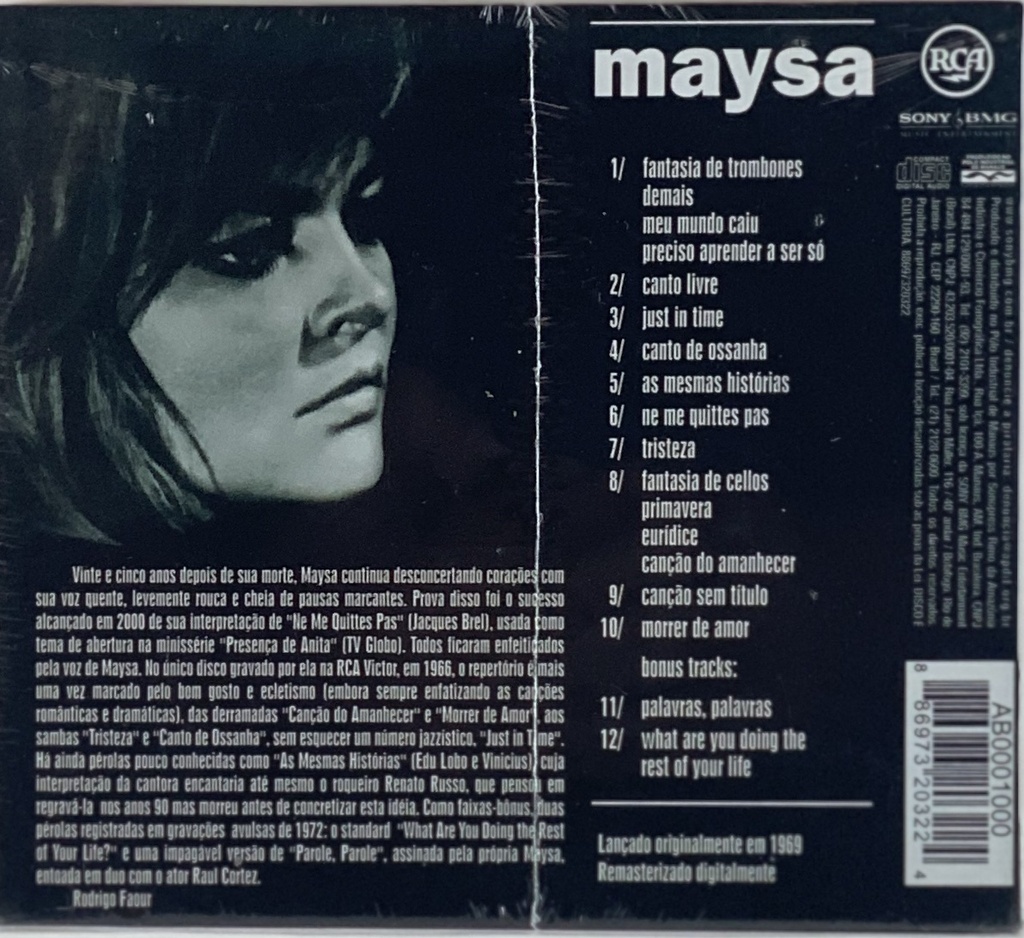 maysa
RCA
SONY BMG
MUSIC ENTERTAINMENT
COMPACT
disc
DIGITAL AUDIO
1/ fantasia de trombones
demais
meu mundo caiu
preciso aprender a ser só
2/ canto livre
3/ just in time
4/ canto de ossanha
5/ as mesmas histórias
6/ ne me quittes pas
7/ tristeza
8/ fantasia de cellos
primavera
eurídice
canção do amanhecer
9/ canção sem título
10/ morrer de amor
bonus tracks:
11/ palavras, palavras
12/ what are you doing the
rest of your life
Lançado originalmente em 1969
Remasterizado digitalmente
Vinte e cinco anos depois de sua morte, Maysa continua desconcertando corações com
sua voz quente, levemente rouca e cheia de pausas marcantes. Prova disso foi o sucesso
alcançado em 2000 de sua interpretação de "Ne Me Quittes Pas" (Jacques Brel), usada como
tema de abertura na minissérie "Presença de Anita" (TV Globo). Todos ficaram enfeitiçados
pela voz de Maysa. No único disco gravado por ela na RCA Victor, em 1966, o repertório é mais
uma vez marcado pelo bom gosto e ecletismo (embora sempre enfatizando as canções
românticas e dramáticas), das derramadas "Canção do Amanhecer" e "Morrer de Amor", aos
sambas "Tristeza" e "Canto de Ossanha", sem esquecer um número jazzístico, "Just in Time".
Há ainda pérolas pouco conhecidas como "As Mesmas Histórias" (Edu Lobo e Vinicius), cuja
interpretação da cantora encantaria até mesmo o roqueiro Renato Russo, que pensou em
regravá-la nos anos 90 mas morreu antes de concretizar esta idéia. Como faixas-bônus, duas
pérolas registradas em gravações avulsas de 1972: o standard "What Are You Doing the Rest
of Your Life?" e uma impagável versão de "Parole, Parole", assinada pela própria Maysa,
entoada em duo com o ator Raul Cortez.
Rodrigo Faour
AB0001000
8 86973 20322 4